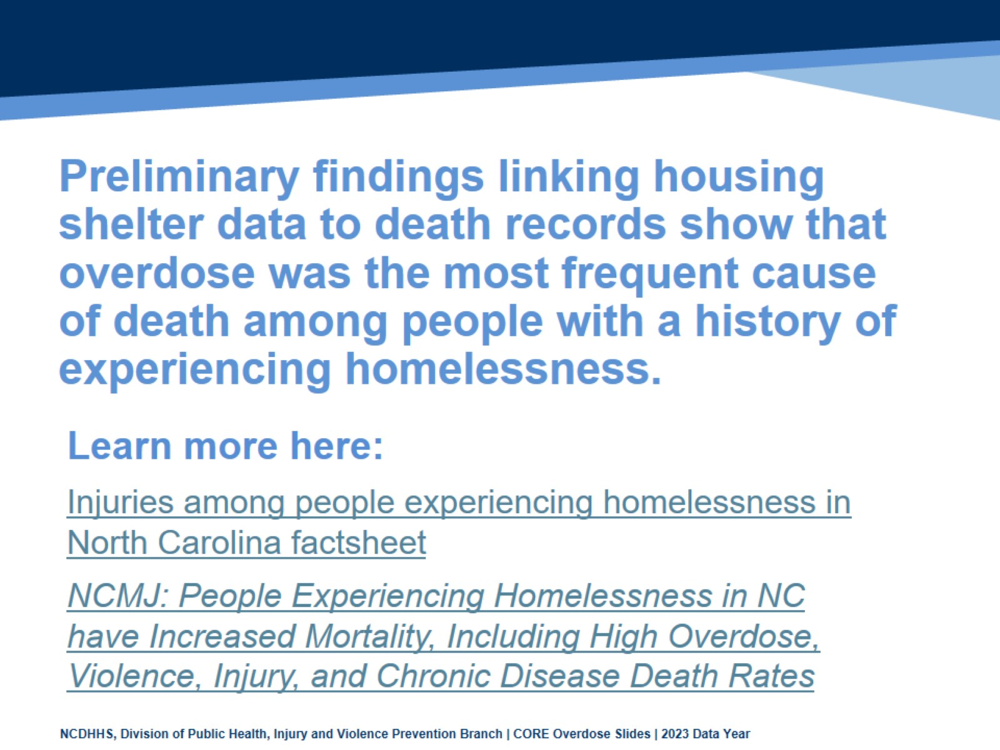 Preliminary findings linking housing
shelter data to death records show that
overdose was the most frequent cause
of death among people with a history of
experiencing homelessness.
Learn more here:
Injuries among people experiencing homelessness in
North Carolina factsheet
NCMJ: People Experiencing Homelessness in NC
have Increased Mortality, Including High Overdose,
Violence, Injury, and Chronic Disease Death Rates
NCDHHS, Division of Public Health, Injury and Violence Prevention Branch | CORE Overdose Slides | 2023 Data Year